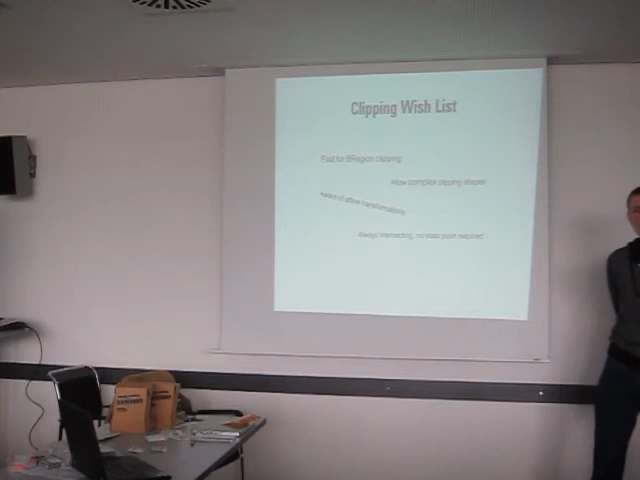 Clipping Wish List
Fast for BRegion clipping
Allow complex clipping shapes
Aware of affine transformations
Always intersecting, no state push required